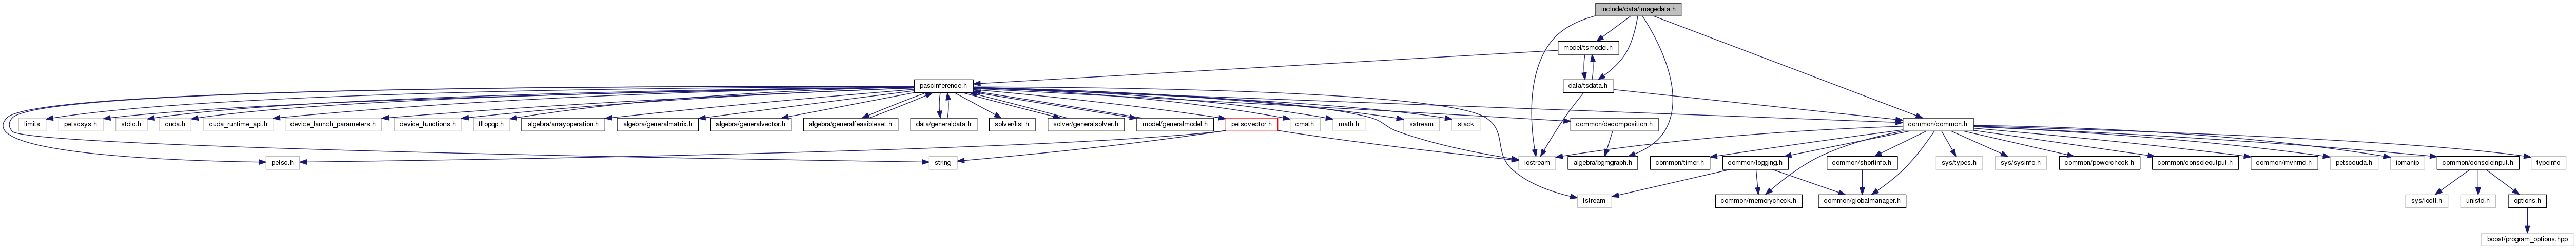 include/data/imagedata.h
model/tsmodel.h
pascinference.h
data/tsdata.h
limits
petscsys.h
stdio.h
cuda.h
cuda_runtime_api.h
device_launch_parameters.h
device_functions.h
fllopqp.h
algebra/arrayoperation.h
algebra/generalmatrix.h
algebra/generalvector.h
algebra/generalfeasibleset.h
data/generaldata.h
solver/list.h
solver/generalsolver.h
model/generalmodel.h
petscvector.h
cmath
math.h
sstream
stack
common/decomposition.h
common/common.h
petsc.h
string
iostream
algebra/bgmgraph.h
common/timer.h
common/logging.h
common/shortinfo.h
sys/types.h
sys/sysinfo.h
common/powercheck.h
common/consoleoutput.h
common/mvnrnd.h
petsccuda.h
iomanip
common/consoleinput.h
typeinfo
fstream
common/memorycheck.h
common/globalmanager.h
sys/ioctl.h
unistd.h
options.h
boost/program_options.hpp